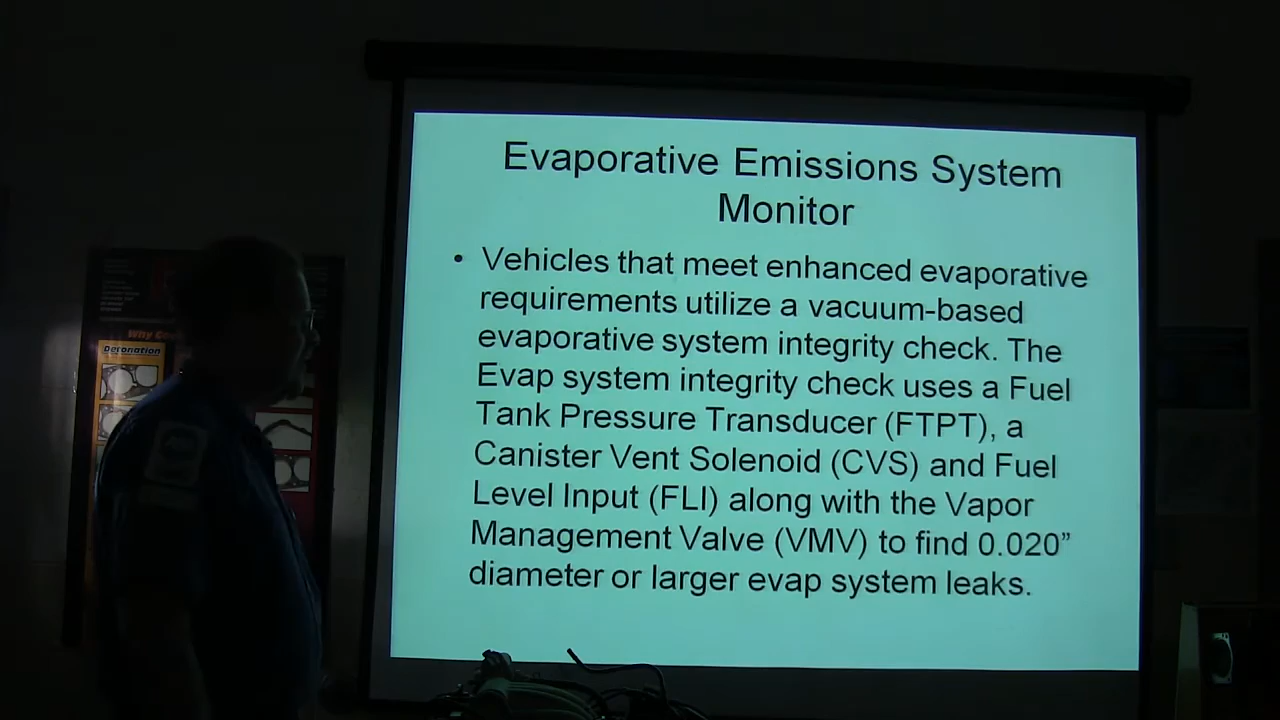 Evaporative Emissions System
Monitor
• Vehicles that meet enhanced evaporative
requirements utilize a vacuum-based
evaporative system integrity check. The
Evap system integrity check uses a Fuel
Tank Pressure Transducer (FTPT), a
Canister Vent Solenoid (CVS) and Fuel
Level Input (FLI) along with the Vapor
Management Valve (VMV) to find 0.020”
diameter or larger evap system leaks.
Why
Detonation